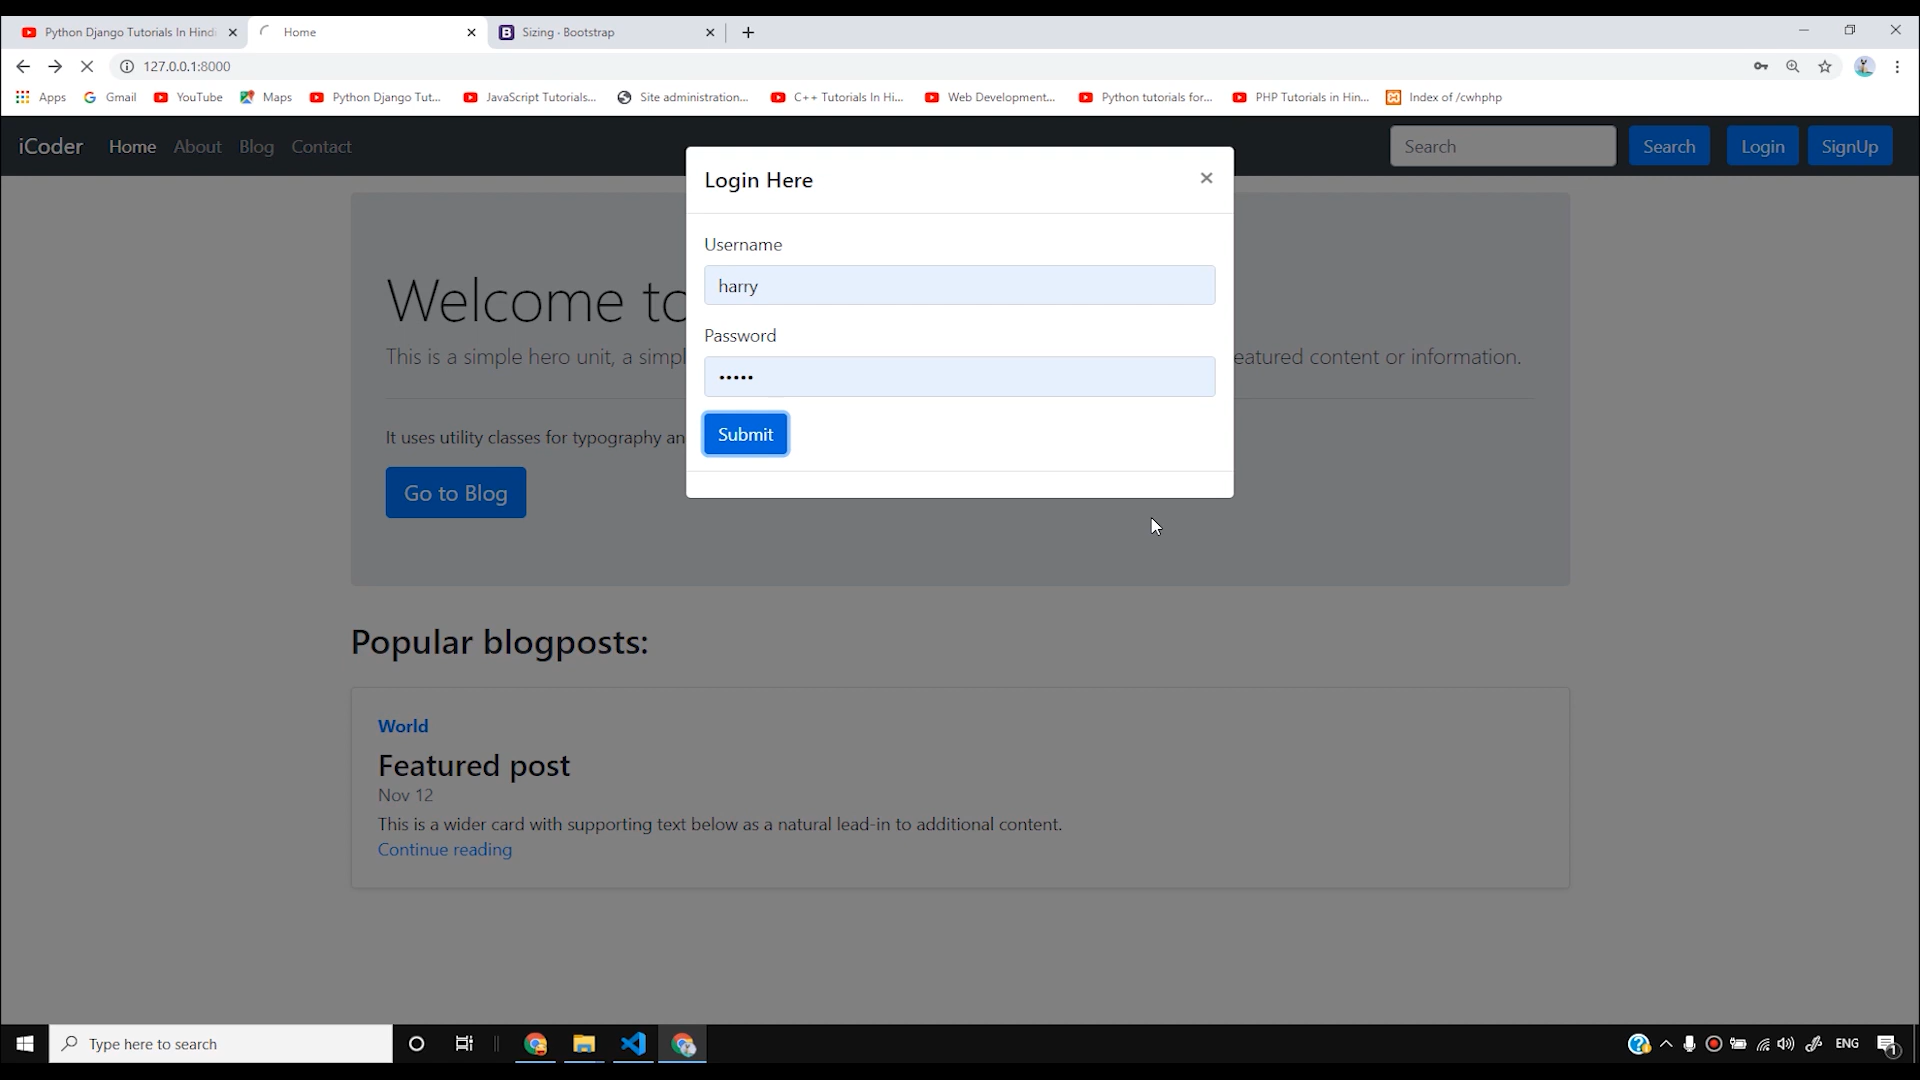 Python Django Tutorials In Hindi
Home
Sizing · Bootstrap
127.0.0.1:8000
Apps
Gmail
YouTube
Maps
Python Django Tut...
JavaScript Tutorials...
Site administration...
C++ Tutorials In Hi...
Web Development...
Python tutorials for...
PHP Tutorials in Hin...
Index of /cwhphp
iCoder
Home
About
Blog
Contact
Search
Search
Login
SignUp
Login Here
×
Username
harry
Password
•••••
Submit
Welcome to
This is a simple hero unit, a simpl
eatured content or information.
It uses utility classes for typography an
Go to Blog
Popular blogposts:
World
Featured post
Nov 12
This is a wider card with supporting text below as a natural lead-in to additional content.
Continue reading
Type here to search
ENG
1